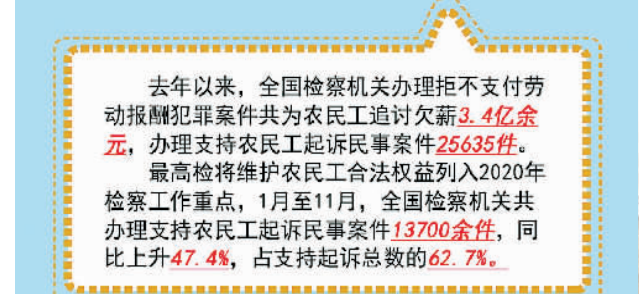 去年以来，全国检察机关办理拒不支付劳
动报酬犯罪案件共为农民工追讨欠薪3.4亿余
元，办理支持农民工起诉民事案件25635件。
最高检将维护农民工合法权益列入2020年
检察工作重点，1月至11月，全国检察机关共
办理支持农民工起诉民事案件13700余件，同
比上升47.4%，占支持起诉总数的62.7%。